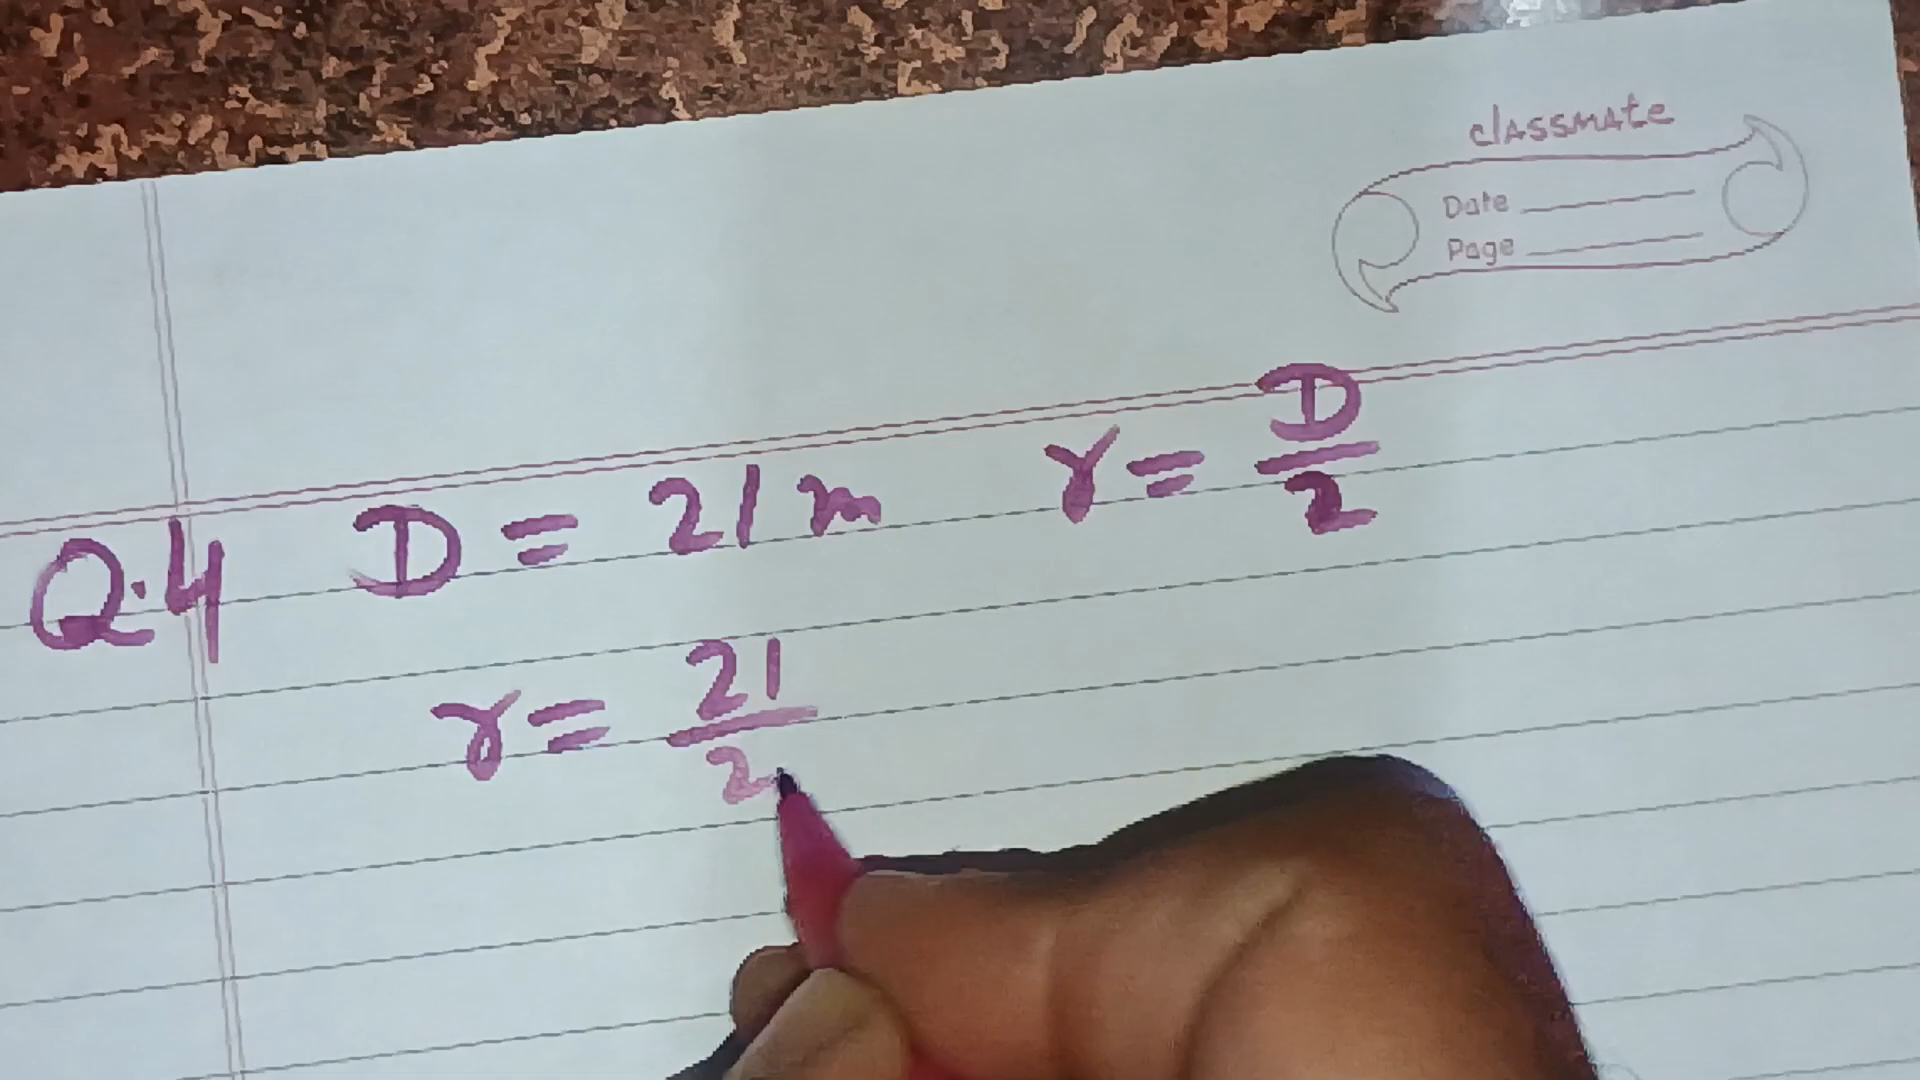 classmate
Date
Page
Q.4 D = 21 m r = D/2
r = 21/2